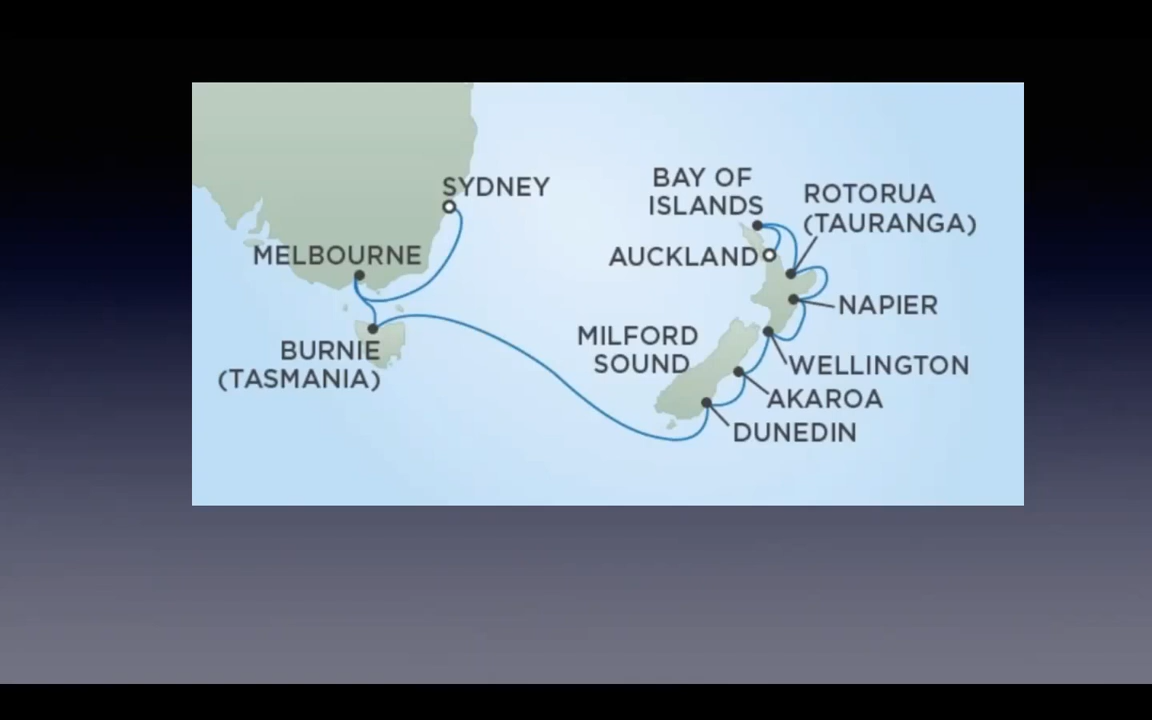 SYDNEY
MELBOURNE
BURNIE
(TASMANIA)
BAY OF
ISLANDS
AUCKLAND
ROTORUA
(TAURANGA)
NAPIER
MILFORD
SOUND
WELLINGTON
AKAROA
DUNEDIN